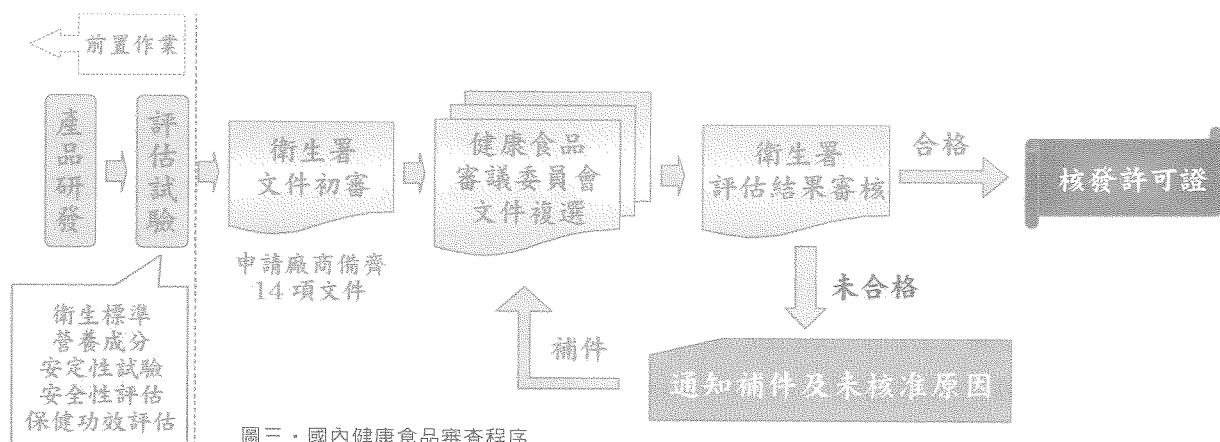 前置作業
產品研發
評估試驗
衛生標準
營養成分
安定性試驗
安全性評估
保健功效評估
衛生署
文件初審
申請廠商備齊
14 項文件
健康食品
審議委員會
文件複選
衛生署
評估結果審核
合格
核發許可證
未合格
通知補件及未核准原因
補件
圖三・國內健康食品審查程序